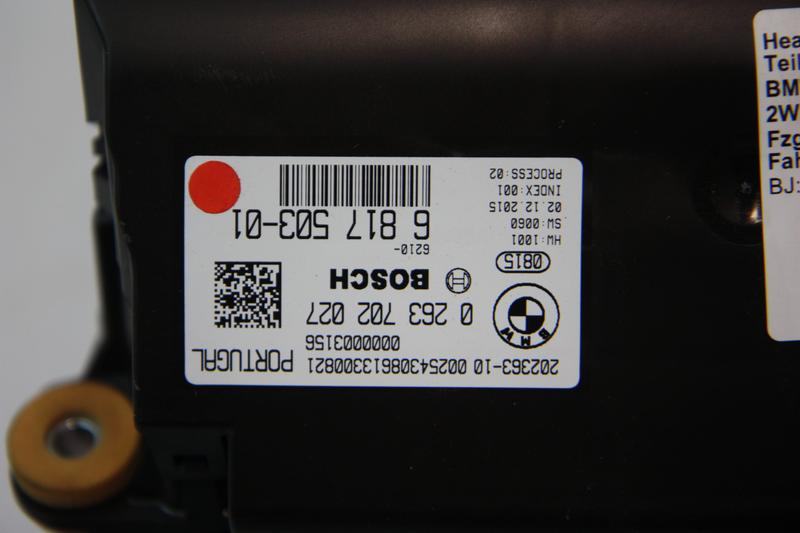 202363-10 00254308613300821
0000003156
PORTUGAL
BMW
0 263 702 027
BOSCH
0815
6210-
6 817 503-01
HW:1001
SW:0060
02.12.2015
INDEX:001
PROCESS:02
Hea
Teil
BM
2W
Fzg
Fah
BJ: